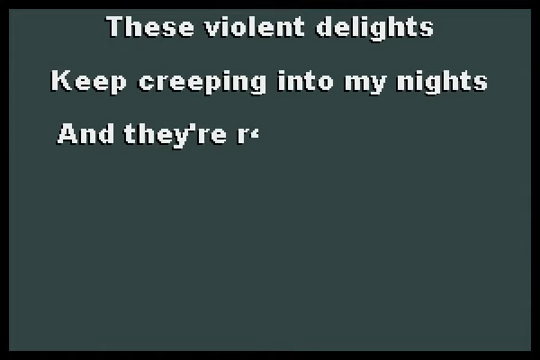 These violent delights
Keep creeping into my nights
And they're